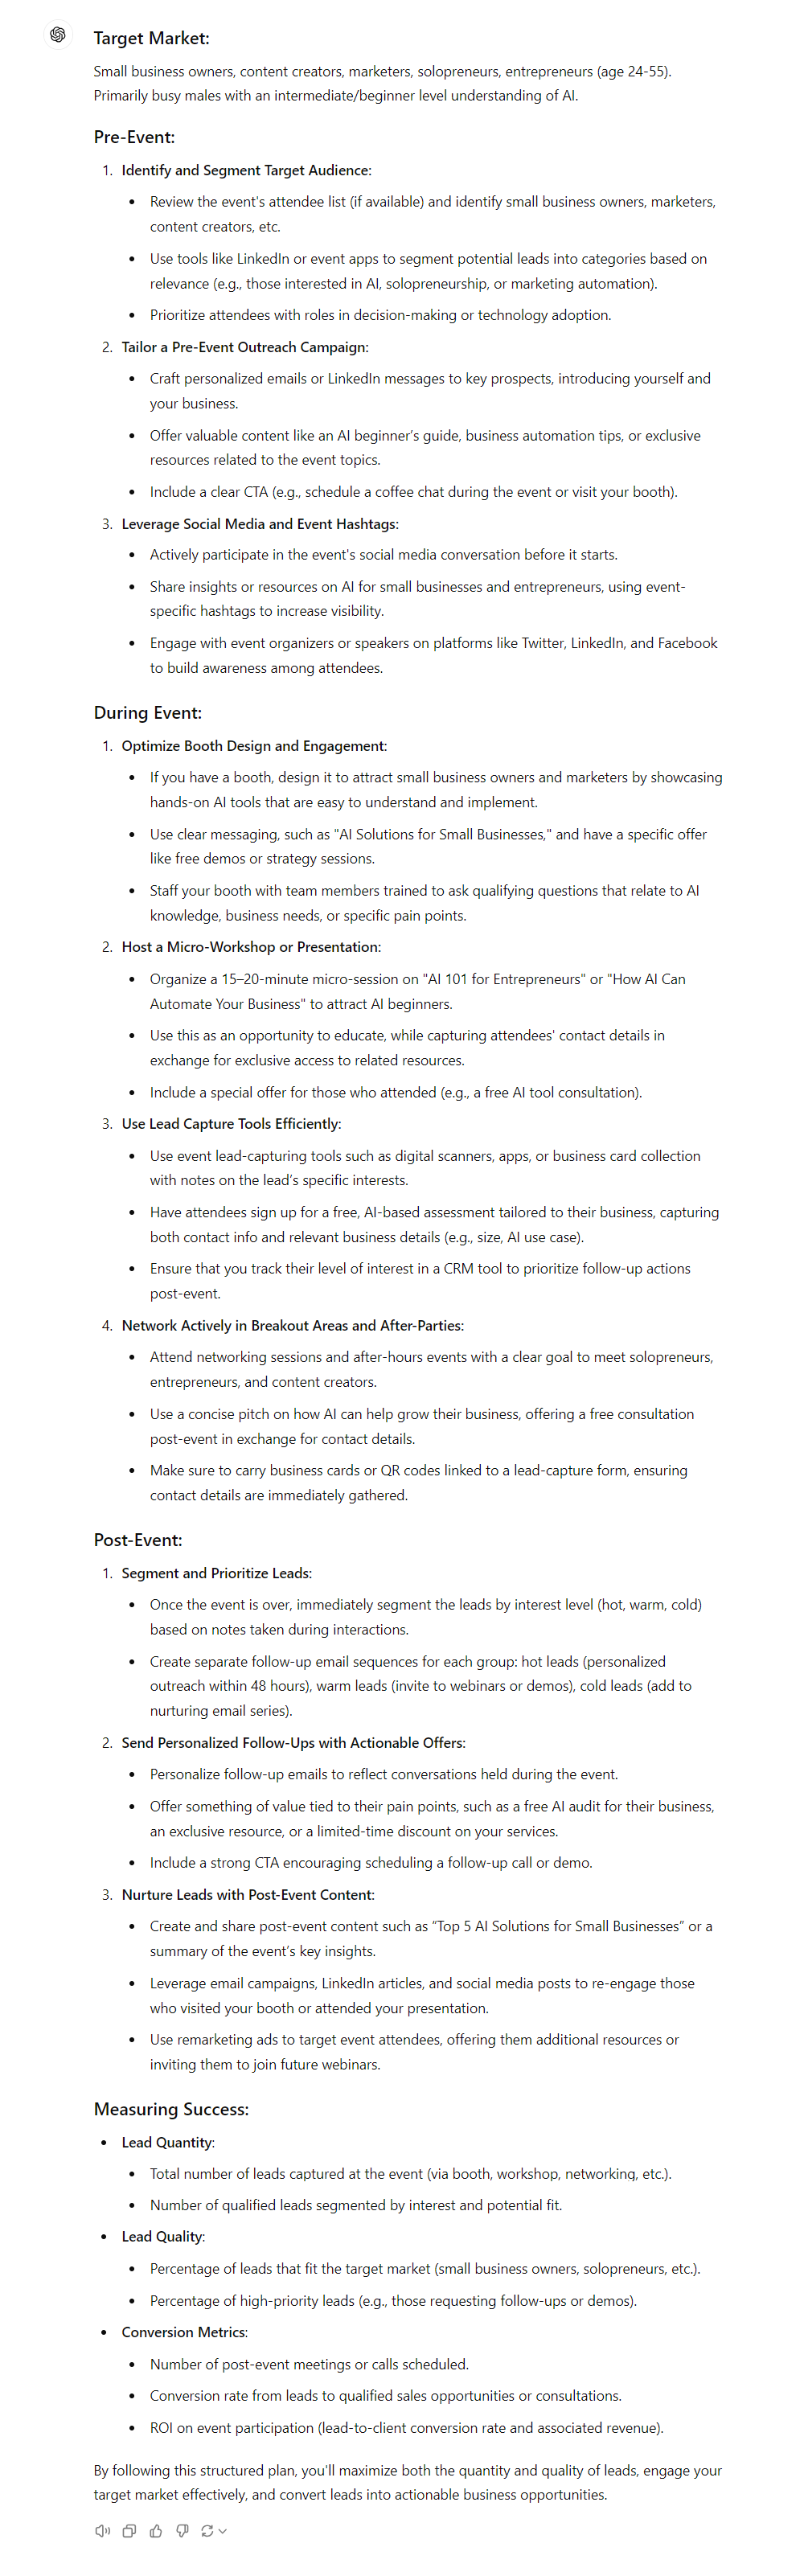 Target Market:
Small business owners, content creators, marketers, solopreneurs, entrepreneurs (age 24-55).
Primarily busy males with an intermediate/beginner level understanding of AI.
Pre-Event:
1. Identify and Segment Target Audience:
• Review the event's attendee list (if available) and identify small business owners, marketers,
content creators, etc.
• Use tools like LinkedIn or event apps to segment potential leads into categories based on
relevance (e.g., those interested in AI, solopreneurship, or marketing automation).
• Prioritize attendees with roles in decision-making or technology adoption.
2. Tailor a Pre-Event Outreach Campaign:
• Craft personalized emails or LinkedIn messages to key prospects, introducing yourself and
your business.
• Offer valuable content like an AI beginner’s guide, business automation tips, or exclusive
resources related to the event topics.
• Include a clear CTA (e.g., schedule a coffee chat during the event or visit your booth).
3. Leverage Social Media and Event Hashtags:
• Actively participate in the event's social media conversation before it starts.
• Share insights or resources on AI for small businesses and entrepreneurs, using event-
specific hashtags to increase visibility.
• Engage with event organizers or speakers on platforms like Twitter, LinkedIn, and Facebook
to build awareness among attendees.
During Event:
1. Optimize Booth Design and Engagement:
• If you have a booth, design it to attract small business owners and marketers by showcasing
hands-on AI tools that are easy to understand and implement.
• Use clear messaging, such as "AI Solutions for Small Businesses," and have a specific offer
like free demos or strategy sessions.
• Staff your booth with team members trained to ask qualifying questions that relate to AI
knowledge, business needs, or specific pain points.
2. Host a Micro-Workshop or Presentation:
• Organize a 15–20-minute micro-session on "AI 101 for Entrepreneurs" or "How AI Can
Automate Your Business" to attract AI beginners.
• Use this as an opportunity to educate, while capturing attendees' contact details in
exchange for exclusive access to related resources.
• Include a special offer for those who attended (e.g., a free AI tool consultation).
3. Use Lead Capture Tools Efficiently:
• Use event lead-capturing tools such as digital scanners, apps, or business card collection
with notes on the lead’s specific interests.
• Have attendees sign up for a free, AI-based assessment tailored to their business, capturing
both contact info and relevant business details (e.g., size, AI use case).
• Ensure that you track their level of interest in a CRM tool to prioritize follow-up actions
post-event.
4. Network Actively in Breakout Areas and After-Parties:
• Attend networking sessions and after-hours events with a clear goal to meet solopreneurs,
entrepreneurs, and content creators.
• Use a concise pitch on how AI can help grow their business, offering a free consultation
post-event in exchange for contact details.
• Make sure to carry business cards or QR codes linked to a lead-capture form, ensuring
contact details are immediately gathered.
Post-Event:
1. Segment and Prioritize Leads:
• Once the event is over, immediately segment the leads by interest level (hot, warm, cold)
based on notes taken during interactions.
• Create separate follow-up email sequences for each group: hot leads (personalized
outreach within 48 hours), warm leads (invite to webinars or demos), cold leads (add to
nurturing email series).
2. Send Personalized Follow-Ups with Actionable Offers:
• Personalize follow-up emails to reflect conversations held during the event.
• Offer something of value tied to their pain points, such as a free AI audit for their business,
an exclusive resource, or a limited-time discount on your services.
• Include a strong CTA encouraging scheduling a follow-up call or demo.
3. Nurture Leads with Post-Event Content:
• Create and share post-event content such as “Top 5 AI Solutions for Small Businesses” or a
summary of the event’s key insights.
• Leverage email campaigns, LinkedIn articles, and social media posts to re-engage those
who visited your booth or attended your presentation.
• Use remarketing ads to target event attendees, offering them additional resources or
inviting them to join future webinars.
Measuring Success:
• Lead Quantity:
• Total number of leads captured at the event (via booth, workshop, networking, etc.).
• Number of qualified leads segmented by interest and potential fit.
• Lead Quality:
• Percentage of leads that fit the target market (small business owners, solopreneurs, etc.).
• Percentage of high-priority leads (e.g., those requesting follow-ups or demos).
• Conversion Metrics:
• Number of post-event meetings or calls scheduled.
• Conversion rate from leads to qualified sales opportunities or consultations.
• ROI on event participation (lead-to-client conversion rate and associated revenue).
By following this structured plan, you'll maximize both the quantity and quality of leads, engage your
target market effectively, and convert leads into actionable business opportunities.